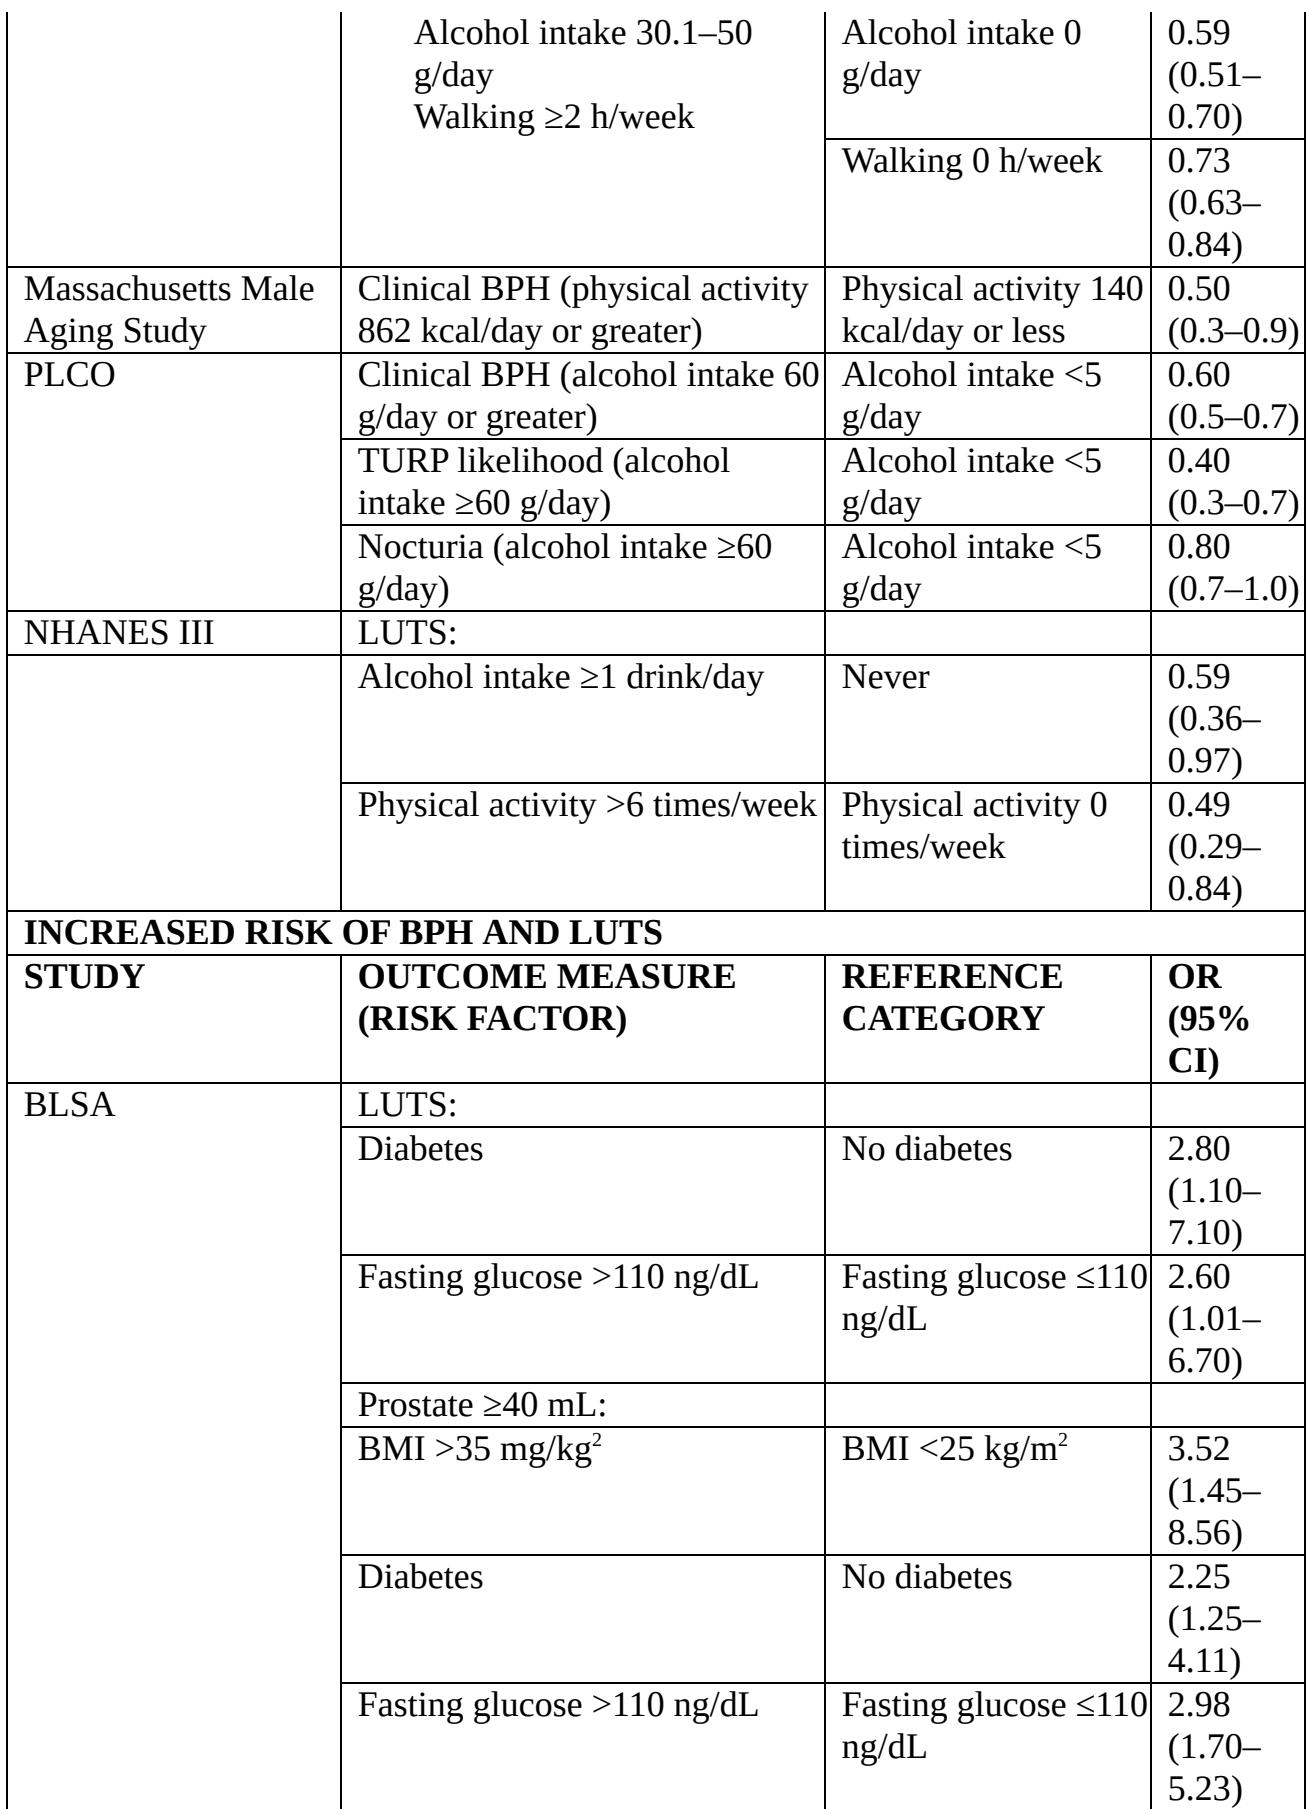 Alcohol intake 30.1–50
g/day
Walking ≥2 h/week
Alcohol intake 0
g/day
0.59
(0.51–
0.70)
Walking 0 h/week
0.73
(0.63–
0.84)
Massachusetts Male
Aging Study
Clinical BPH (physical activity
862 kcal/day or greater)
Physical activity 140
kcal/day or less
0.50
(0.3–0.9)
PLCO
Clinical BPH (alcohol intake 60
g/day or greater)
Alcohol intake <5
g/day
0.60
(0.5–0.7)
TURP likelihood (alcohol
intake ≥60 g/day)
Alcohol intake <5
g/day
0.40
(0.3–0.7)
Nocturia (alcohol intake ≥60
g/day)
Alcohol intake <5
g/day
0.80
(0.7–1.0)
NHANES III
LUTS:
Alcohol intake ≥1 drink/day
Never
0.59
(0.36–
0.97)
Physical activity >6 times/week
Physical activity 0
times/week
0.49
(0.29–
0.84)
INCREASED RISK OF BPH AND LUTS
STUDY
OUTCOME MEASURE
(RISK FACTOR)
REFERENCE
CATEGORY
OR
(95%
CI)
BLSA
LUTS:
Diabetes
No diabetes
2.80
(1.10–
7.10)
Fasting glucose >110 ng/dL
Fasting glucose ≤110
ng/dL
2.60
(1.01–
6.70)
Prostate ≥40 mL:
BMI >35 mg/kg²
BMI <25 kg/m²
3.52
(1.45–
8.56)
Diabetes
No diabetes
2.25
(1.25–
4.11)
Fasting glucose >110 ng/dL
Fasting glucose ≤110
ng/dL
2.98
(1.70–
5.23)